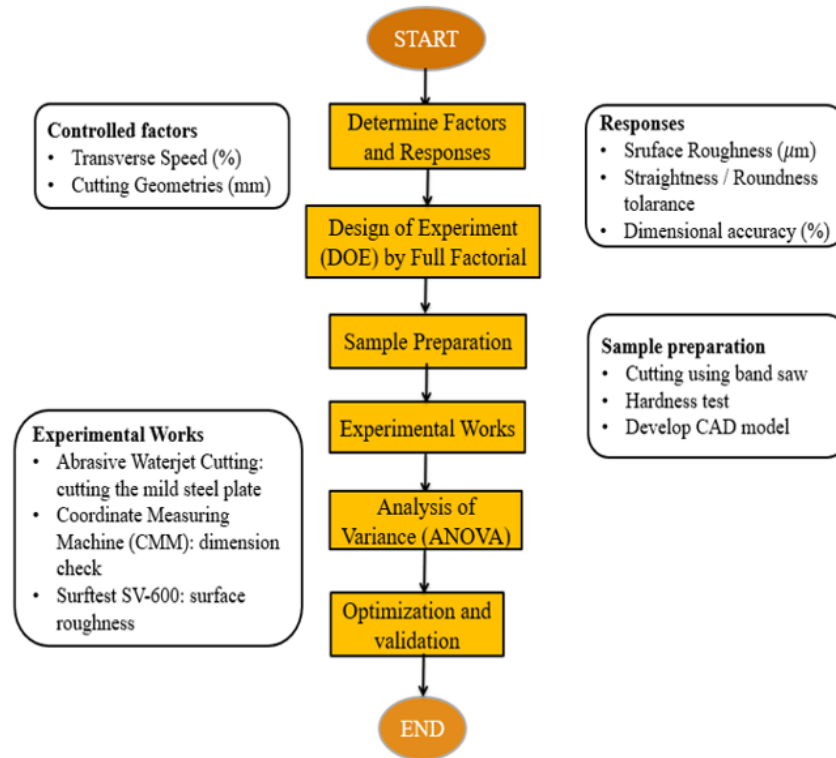 START
Controlled factors
• Transverse Speed (%)
• Cutting Geometries (mm)
Determine Factors
and Responses
Responses
• Sruface Roughness (μm)
• Straightness / Roundness
tolarance
• Dimensional accuracy (%)
Design of Experiment
(DOE) by Full Factorial
Sample Preparation
Sample preparation
• Cutting using band saw
• Hardness test
• Develop CAD model
Experimental Works
Experimental Works
• Abrasive Waterjet Cutting:
cutting the mild steel plate
• Coordinate Measuring
Machine (CMM): dimension
check
• Surftest SV-600: surface
roughness
Analysis of
Variance (ANOVA)
Optimization and
validation
END